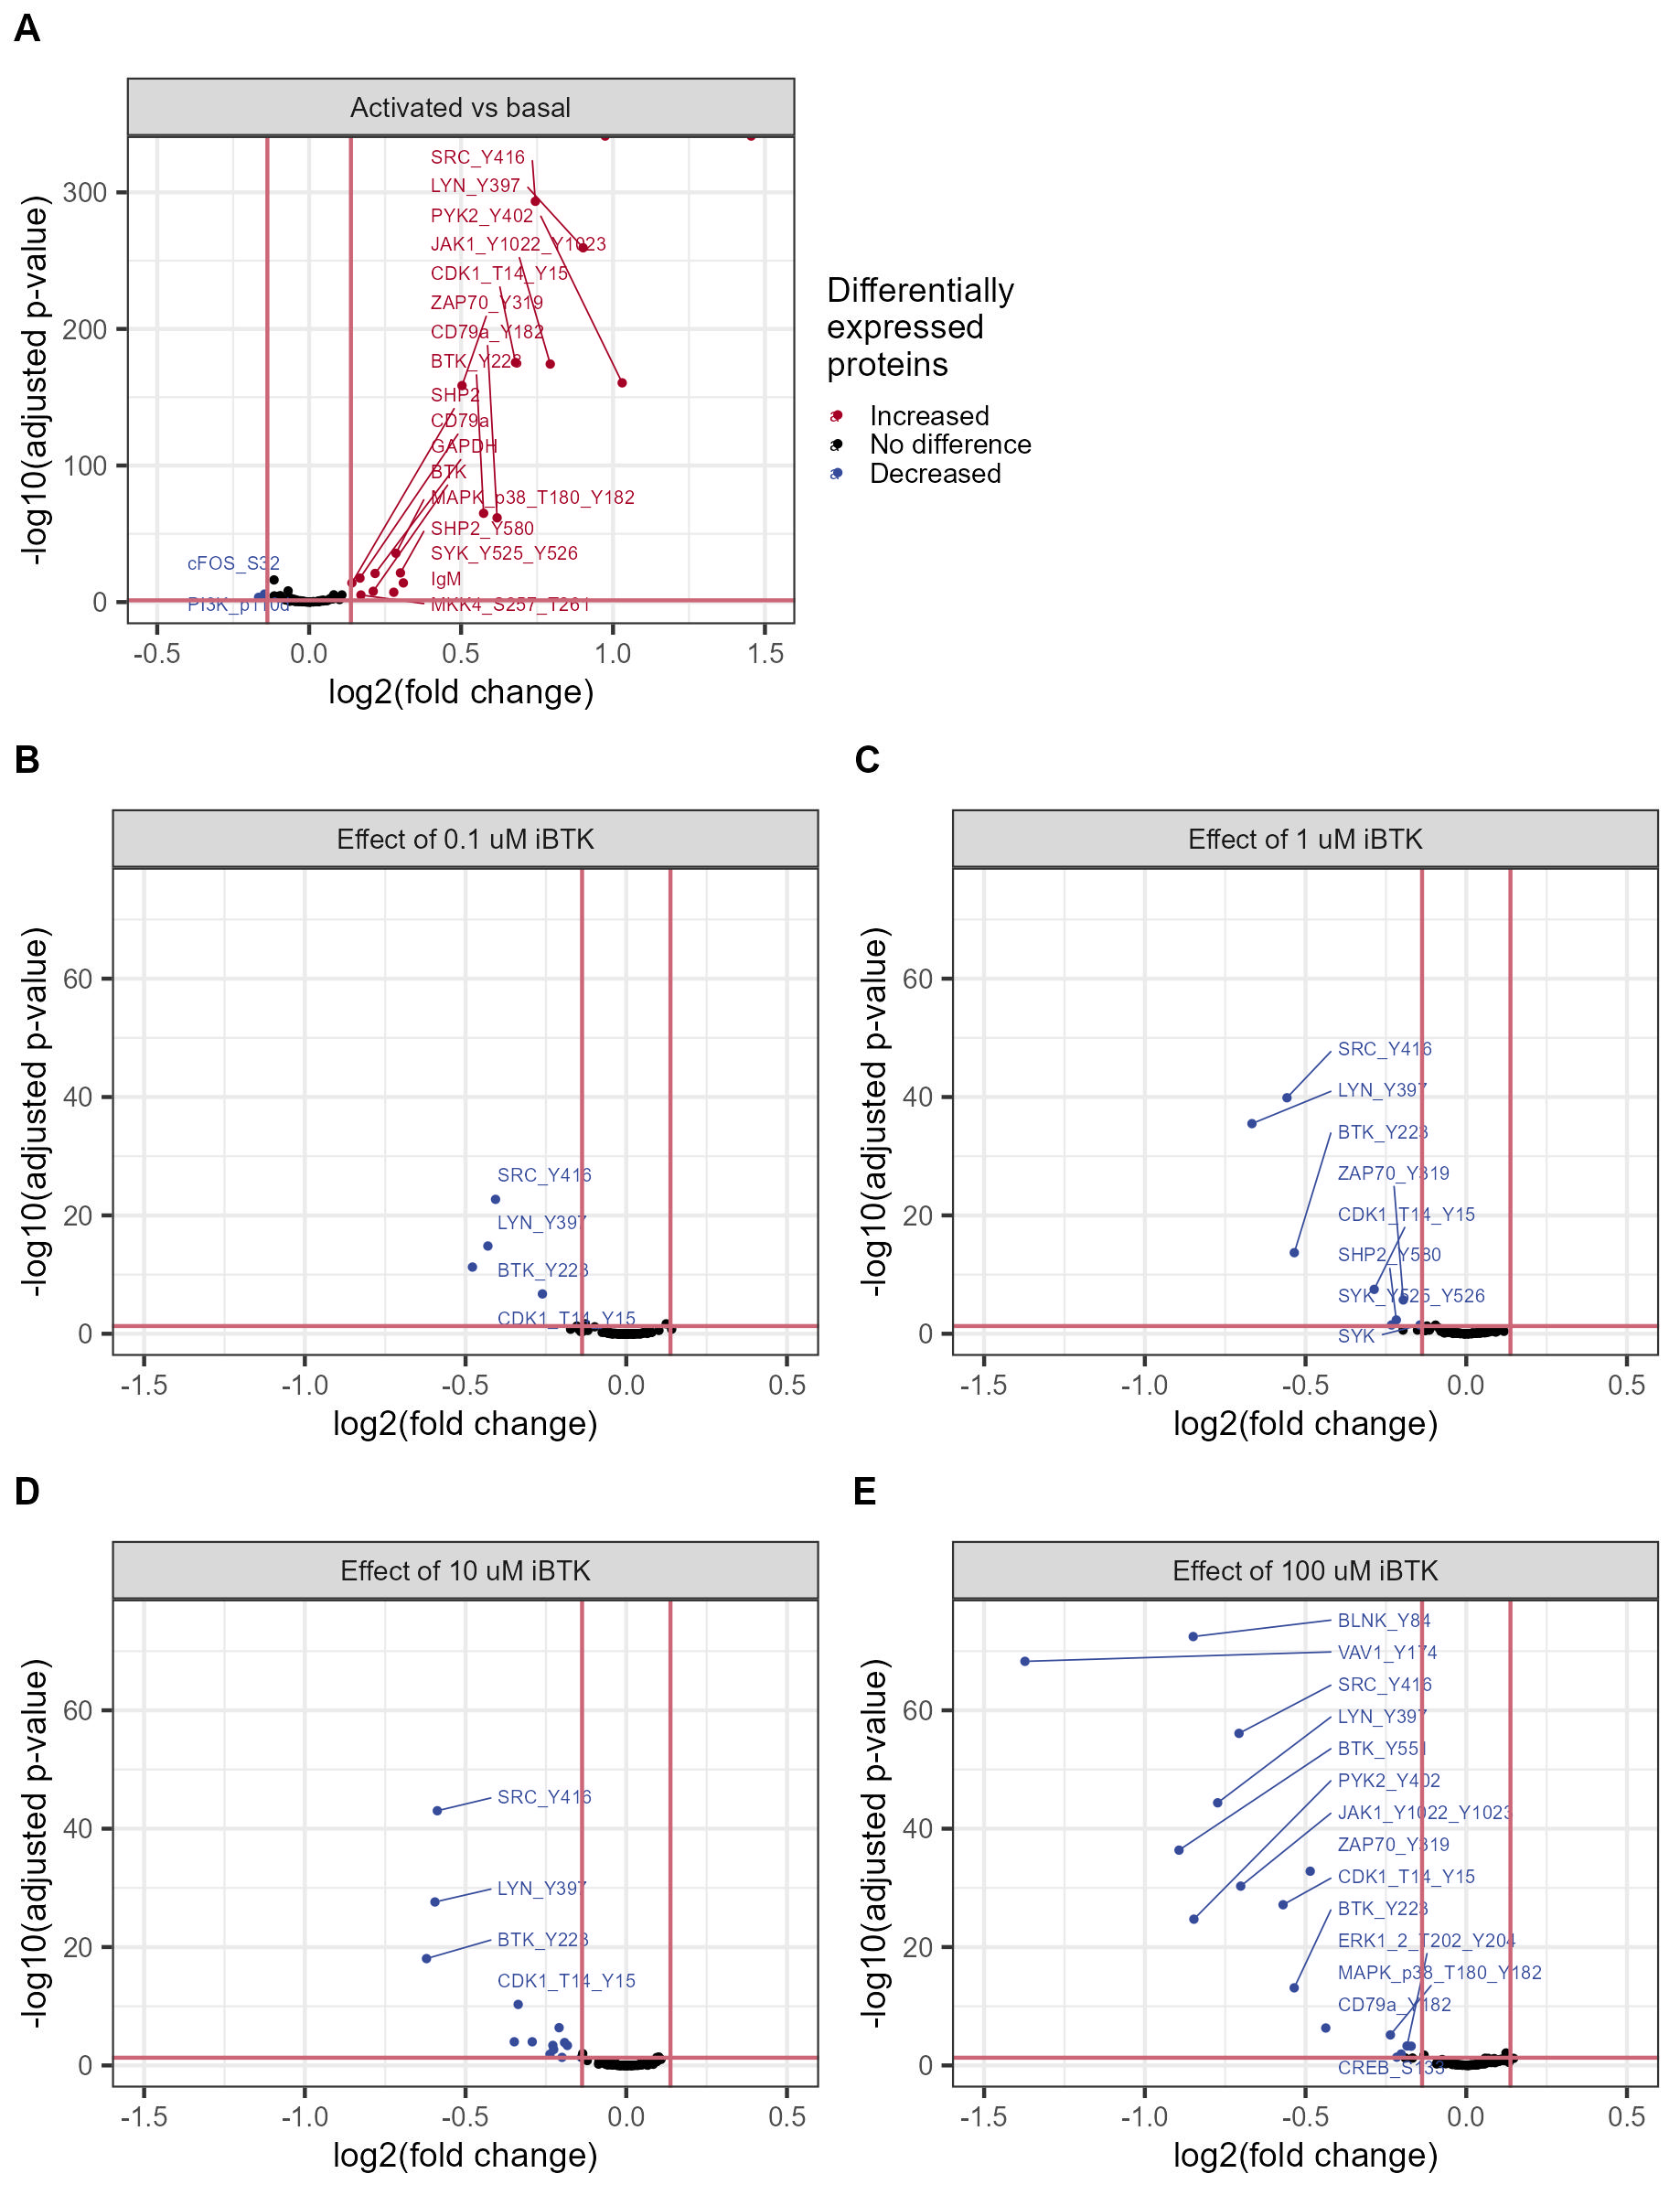 A
Activated vs basal
300
200
100
0
-log10(adjusted p-value)
SRC_Y416
LYN_Y397
PYK2_Y402
JAK1_Y1022_Y1023
CDK1_T14_Y15
ZAP70_Y319
CD79a_Y182
BTK_Y223
SHP2
CD79a
GAPDH
BTK
MAPK_p38_T180_Y182
SHP2_Y580
SYK_Y525_Y526
IgM
MKK4_S257_T261
cFOS_S32
PI3K_p110d
-0.5
0.0
0.5
1.0
1.5
log2(fold change)
Differentially
expressed
proteins
a Increased
a No difference
a Decreased
B
Effect of 0.1 uM iBTK
60
40
20
0
-log10(adjusted p-value)
SRC_Y416
LYN_Y397
BTK_Y223
CDK1_T14_Y15
-1.5
-1.0
-0.5
0.0
0.5
log2(fold change)
C
Effect of 1 uM iBTK
60
40
20
0
-log10(adjusted p-value)
SRC_Y416
LYN_Y397
BTK_Y223
ZAP70_Y319
CDK1_T14_Y15
SHP2_Y580
SYK_Y525_Y526
SYK
-1.5
-1.0
-0.5
0.0
0.5
log2(fold change)
D
Effect of 10 uM iBTK
60
40
20
0
-log10(adjusted p-value)
SRC_Y416
LYN_Y397
BTK_Y223
CDK1_T14_Y15
-1.5
-1.0
-0.5
0.0
0.5
log2(fold change)
E
Effect of 100 uM iBTK
60
40
20
0
-log10(adjusted p-value)
BLNK_Y84
VAV1_Y174
SRC_Y416
LYN_Y397
BTK_Y551
PYK2_Y402
JAK1_Y1022_Y1023
ZAP70_Y319
CDK1_T14_Y15
BTK_Y223
ERK1_2_T202_Y204
MAPK_p38_T180_Y182
CD79a_Y182
CREB_S133
-1.5
-1.0
-0.5
0.0
0.5
log2(fold change)